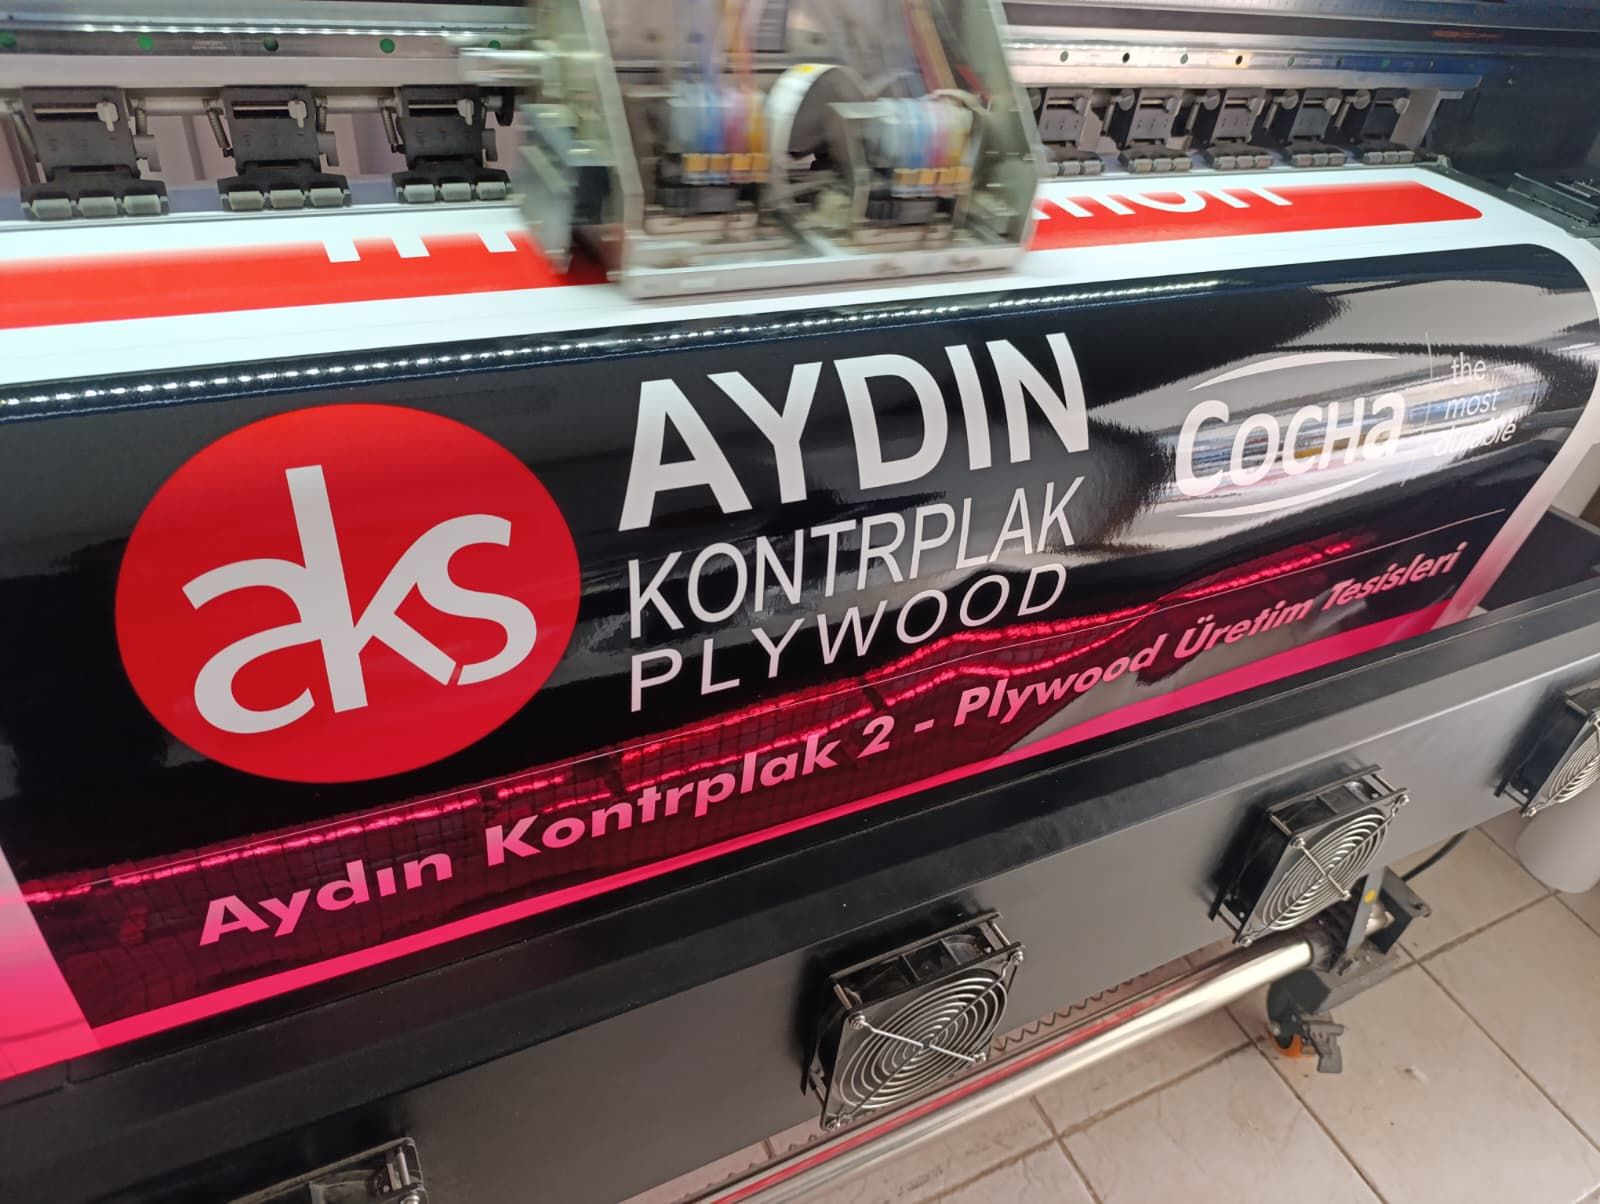 aks
AYDIN
KONTRPLAK
PLYWOOD
COCHa
the
most
durable
Aydın Kontrplak 2 - Plywood Üretim Tesisleri